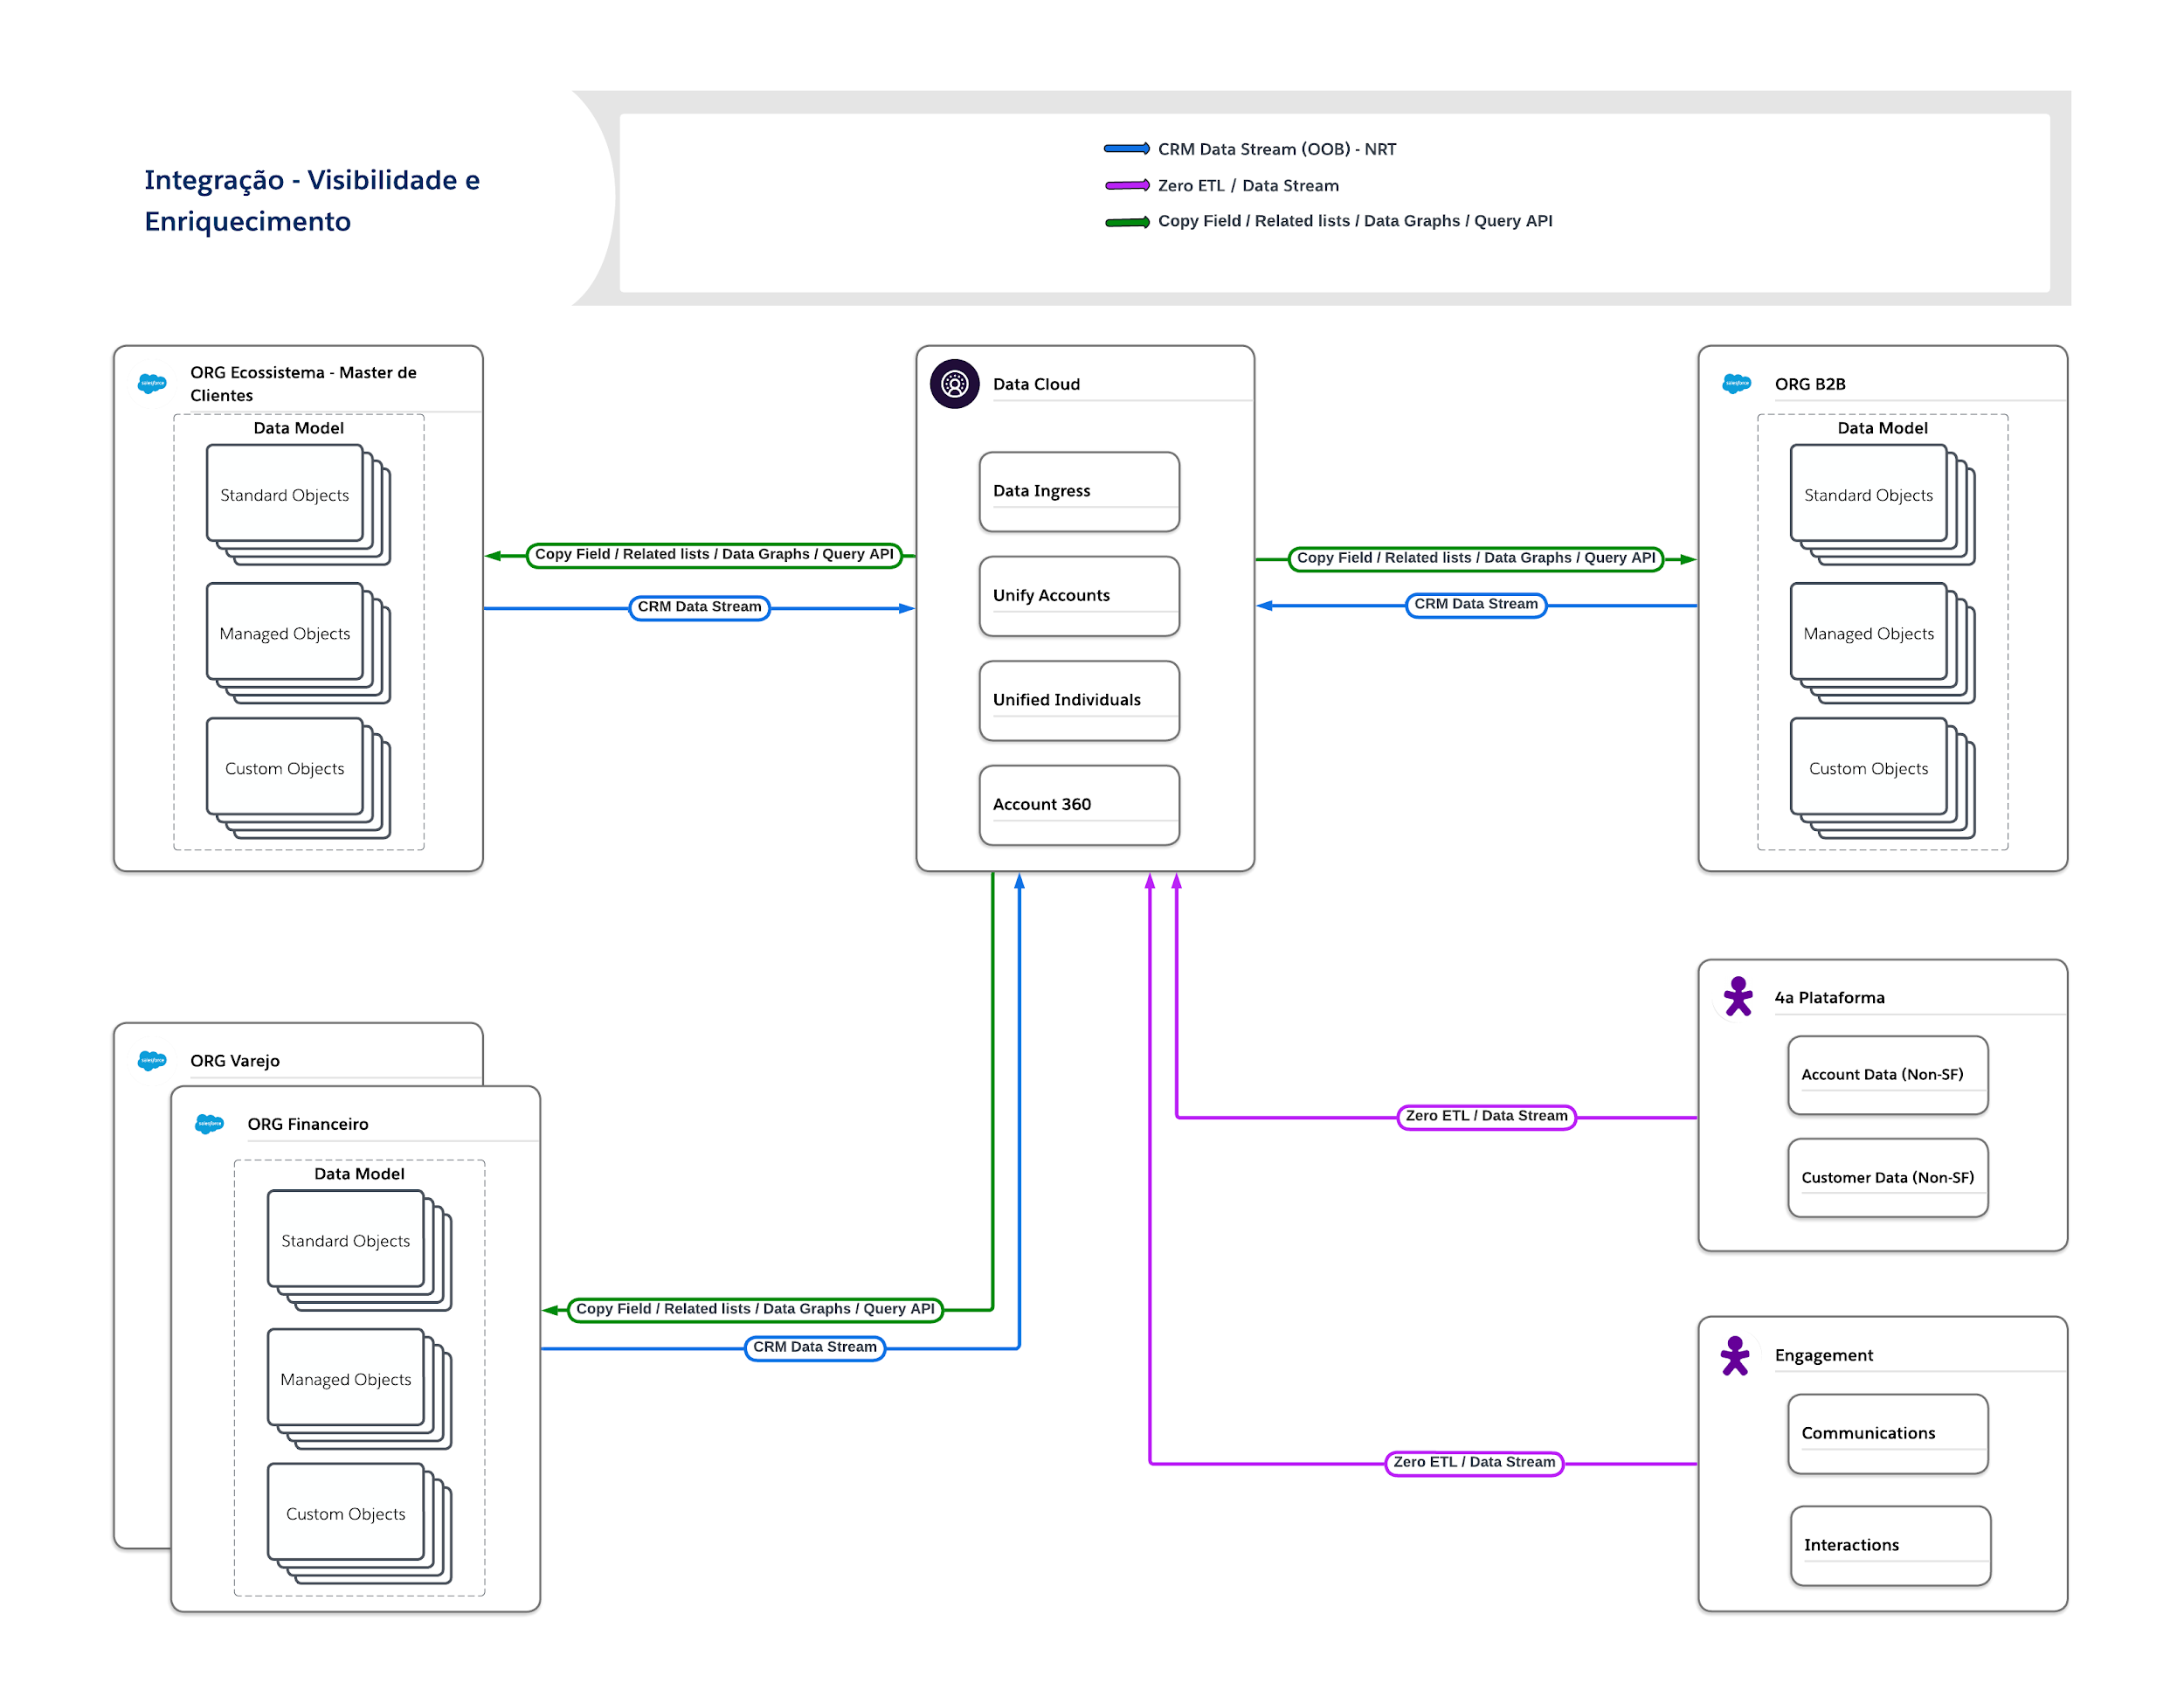 Integração - Visibilidade e
Enriquecimento
CRM Data Stream (OOB) - NRT
Zero ETL / Data Stream
Copy Field / Related lists / Data Graphs / Query API
salesforce
ORG Ecossistema - Master de
Clientes
Data Model
Standard Objects
Managed Objects
Custom Objects
Copy Field / Related lists / Data Graphs / Query API
CRM Data Stream
Data Cloud
Data Ingress
Unify Accounts
Unified Individuals
Account 360
Copy Field / Related lists / Data Graphs / Query API
CRM Data Stream
salesforce
ORG B2B
Data Model
Standard Objects
Managed Objects
Custom Objects
salesforce
ORG Varejo
salesforce
ORG Financeiro
Data Model
Standard Objects
Managed Objects
Custom Objects
Copy Field / Related lists / Data Graphs / Query API
CRM Data Stream
Zero ETL / Data Stream
4a Plataforma
Account Data (Non-SF)
Customer Data (Non-SF)
Zero ETL / Data Stream
Engagement
Communications
Interactions